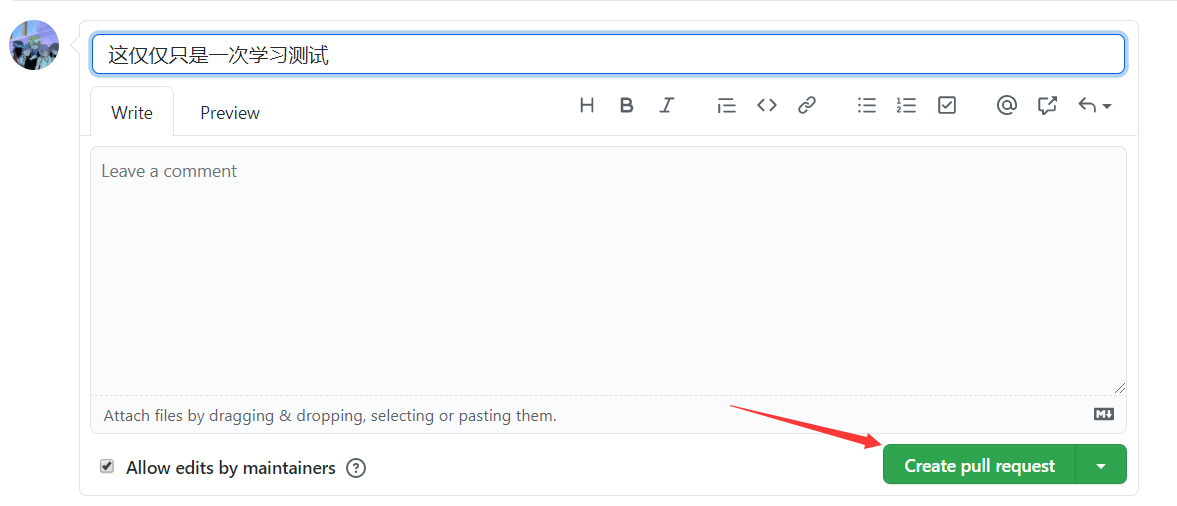 这仅仅只是一次学习测试
Write Preview
Leave a comment
Attach files by dragging & dropping, selecting or pasting them.
Allow edits by maintainers
Create pull request